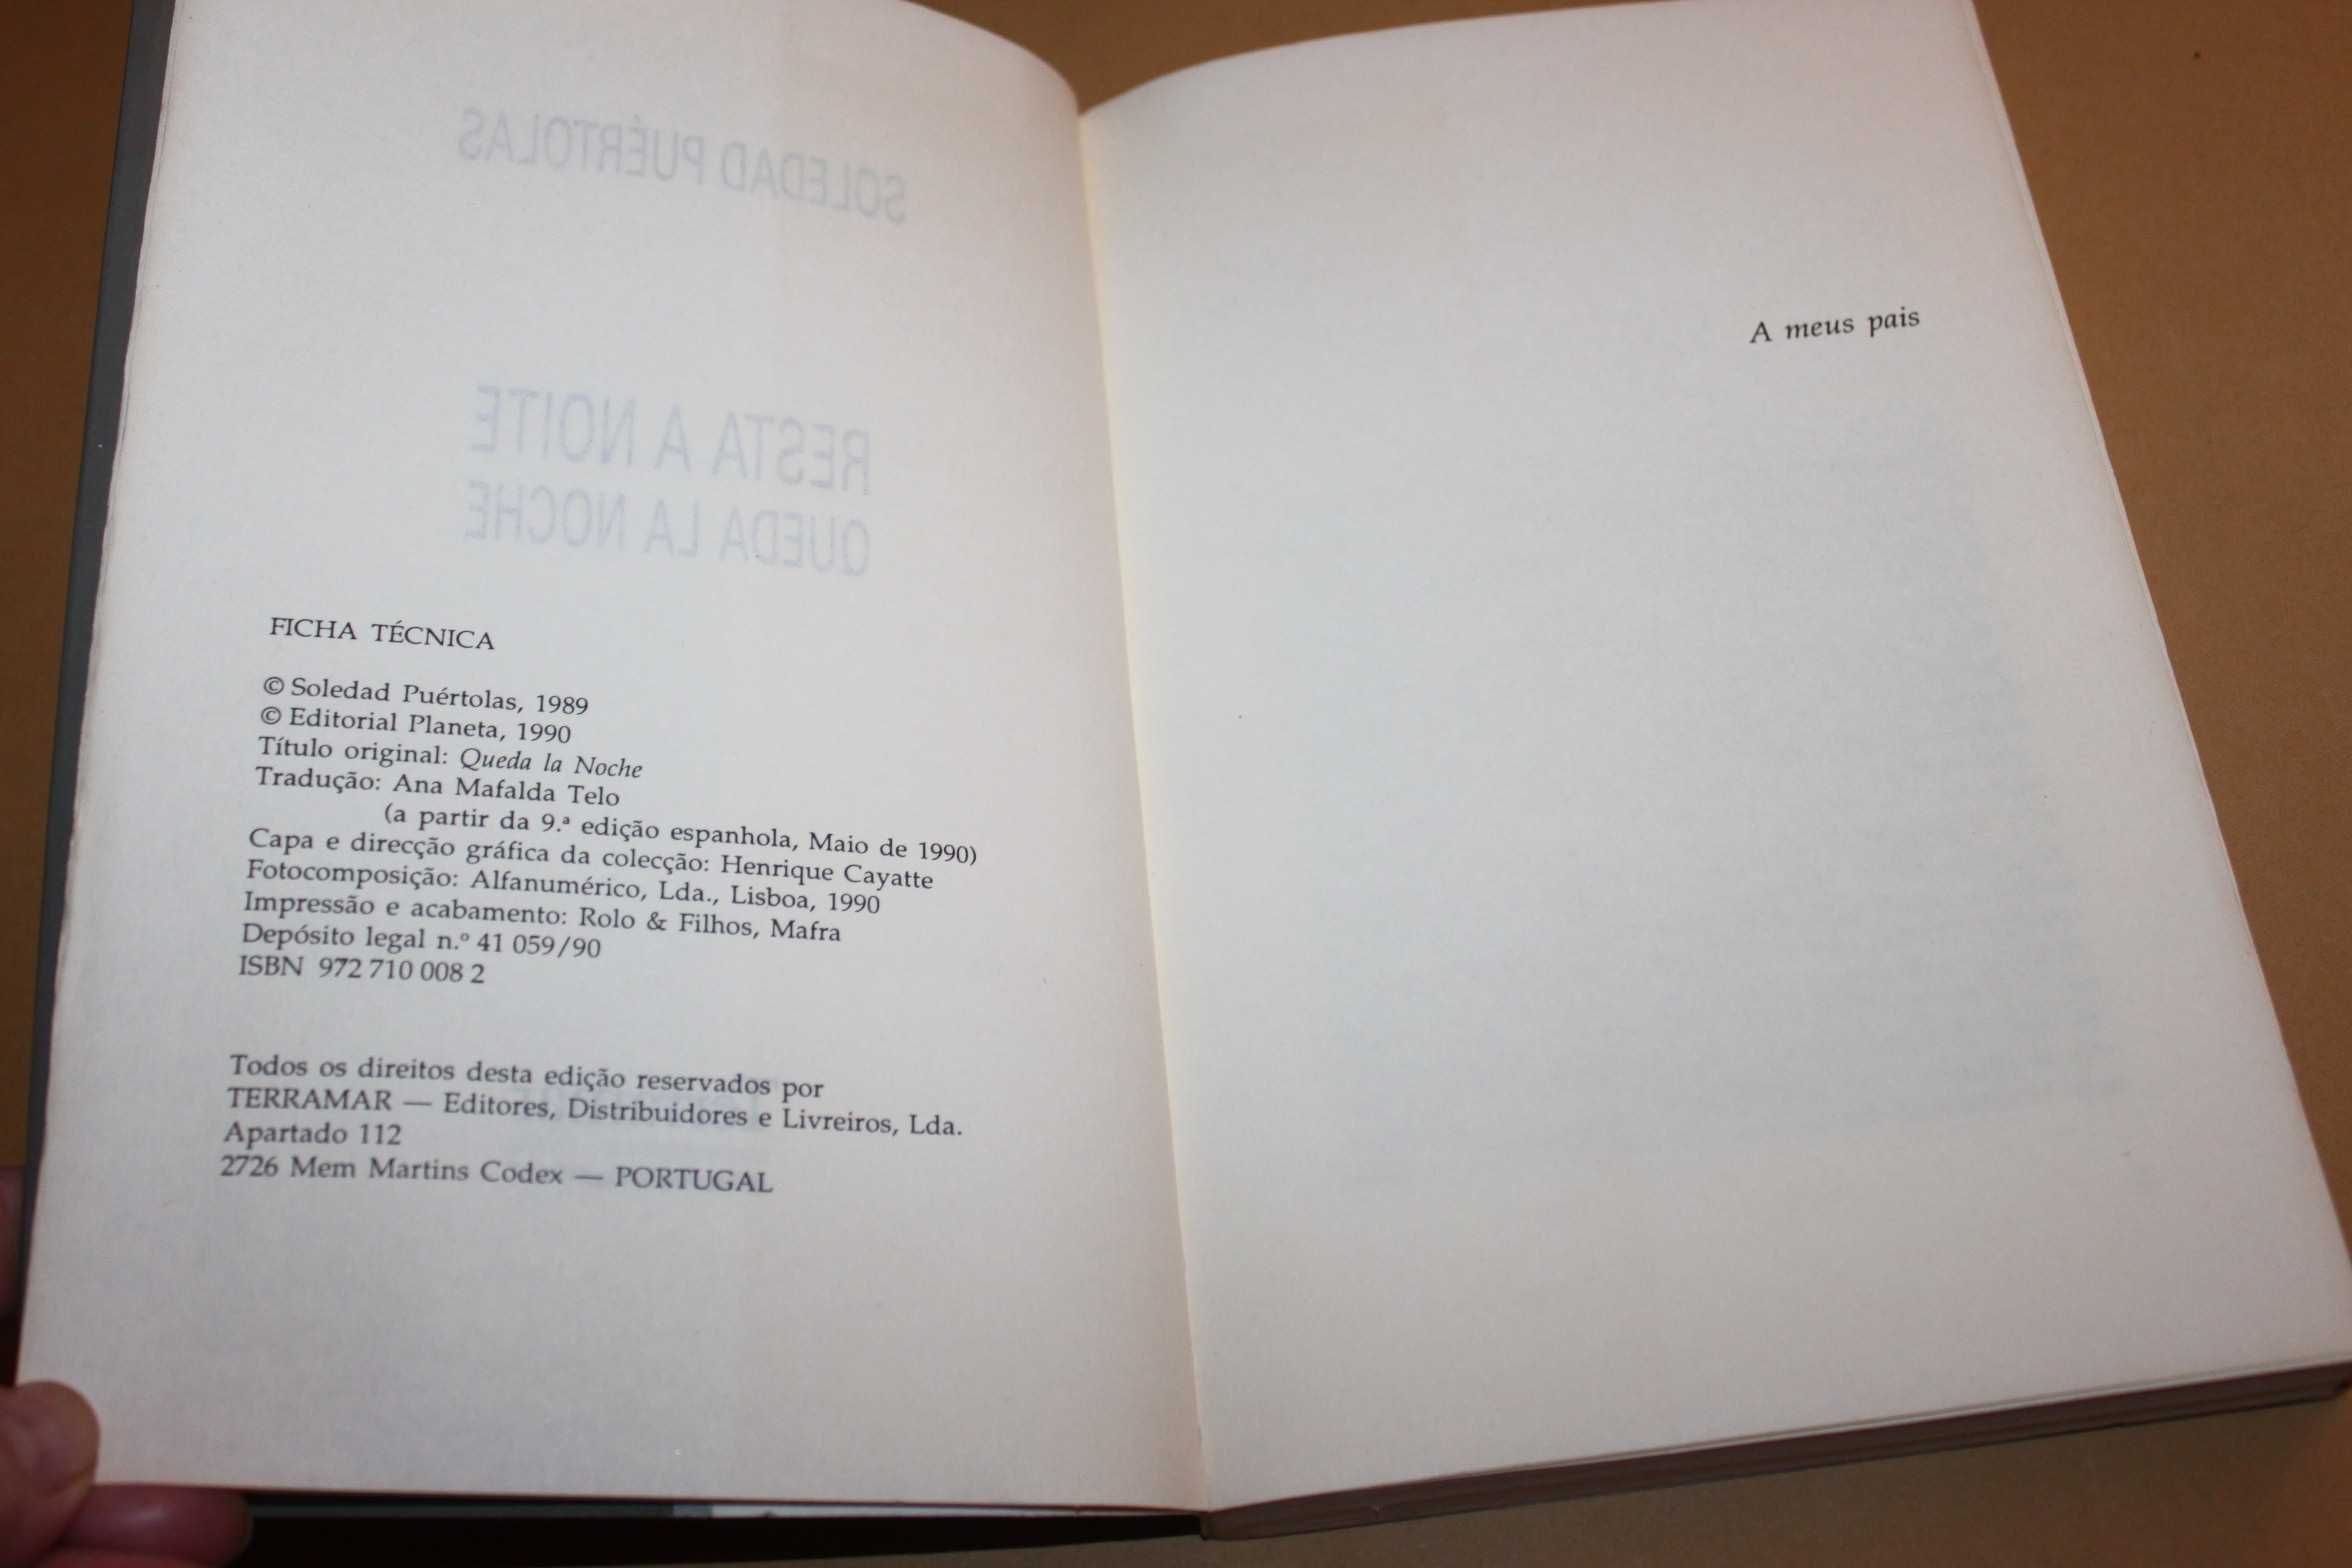 SOLEDAD PUÉRTOLAS
RESTA A NOITE
QUEDA LA NOCHE
FICHA TÉCNICA
© Soledad Puértolas, 1989
© Editorial Planeta, 1990
Título original: Queda la Noche
Tradução: Ana Mafalda Telo
(a partir da 9.ª edição espanhola, Maio de 1990)
Capa e direcção gráfica da colecção: Henrique Cayatte
Fotocomposição: Alfanumérico, Lda., Lisboa, 1990
Impressão e acabamento: Rolo & Filhos, Mafra
Depósito legal n.º 41 059/90
ISBN 972 710 008 2
Todos os direitos desta edição reservados por
TERRAMAR — Editores, Distribuidores e Livreiros, Lda.
Apartado 112
2726 Mem Martins Codex — PORTUGAL
A meus pais